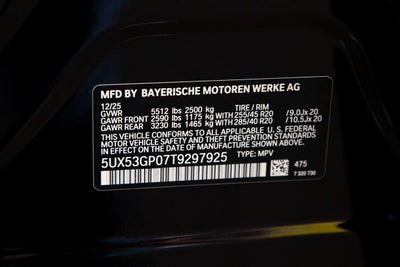 MFD BY BAYERISCHE MOTOREN WERKE AG
12/25
GVWR 5512 lbs 2500 kg TIRE / RIM
GAWR FRONT 2590 lbs 1175 kg WITH 255/45 R20 /9.0Jx 20
GAWR REAR 3230 lbs 1465 kg WITH 285/40 R20 /10.5Jx 20
THIS VEHICLE CONFORMS TO ALL APPLICABLE U.S. FEDERAL
MOTOR VEHICLE SAFETY AND THEFT PREVENTION STANDARDS
IN EFFECT ON THE DATE OF MANUFACTURE SHOWN ABOVE.
5UX53GP07T9297925 TYPE: MPV
475
7 320 730